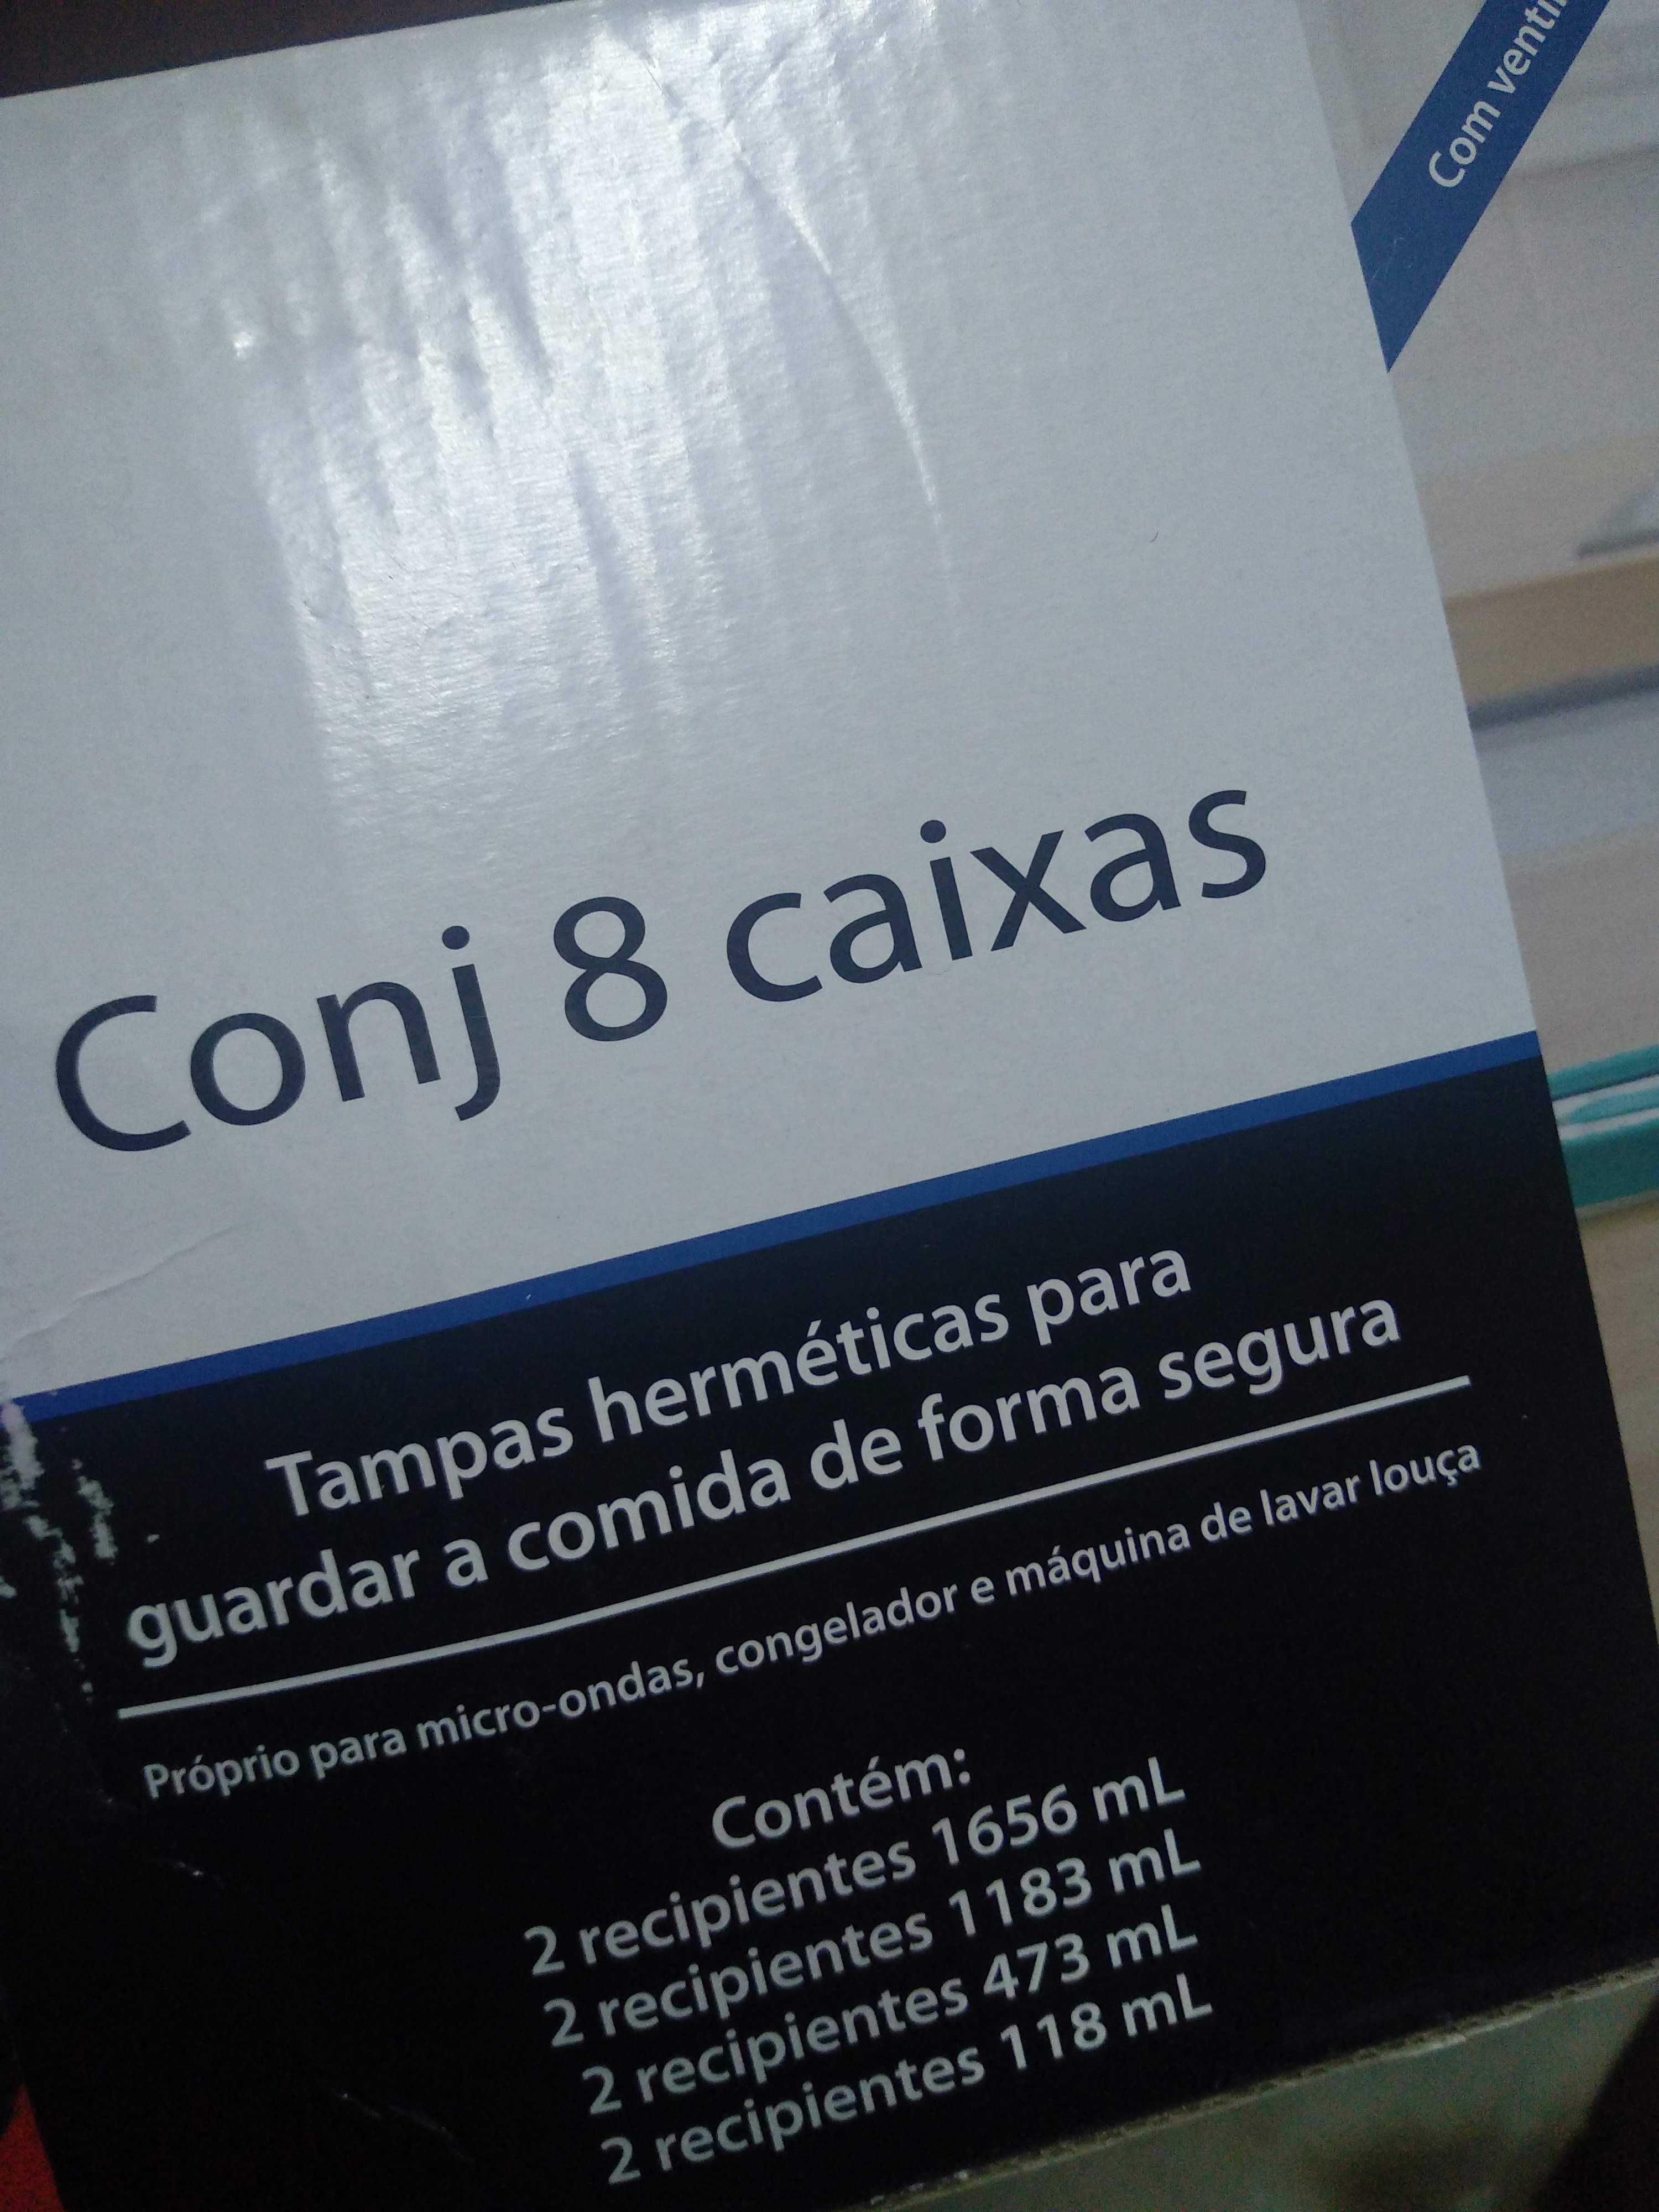 Com
Conj 8 caixas
Tampas herméticas para
guardar a comida de forma segura
Próprio para micro-ondas, congelador e máquina de lavar louça
Contém:
2 recipientes 1656 mL
2 recipientes 1183 mL
2 recipientes 473 mL
2 recipientes 118 mL